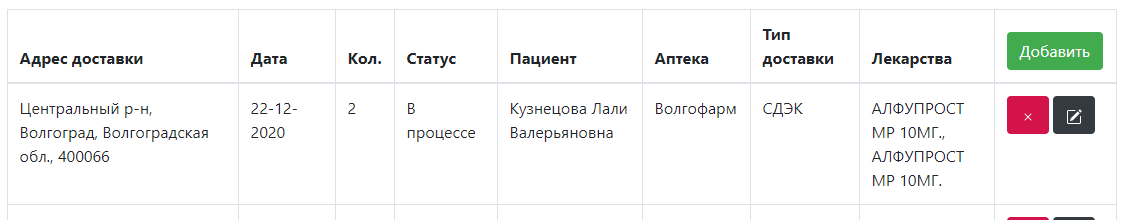 Адрес доставки
Дата
Кол.
Статус
Пациент
Аптека
Тип
доставки
Лекарства
Добавить
Центральный р-н,
Волгоград, Волгоградская
обл., 400066
22-12-
2020
2
В
процессе
Кузнецова Лали
Валерьяновна
Волгофарм
СДЭК
АЛФУПРОСТ
МР 10МГ.,
АЛФУПРОСТ
МР 10МГ.
×